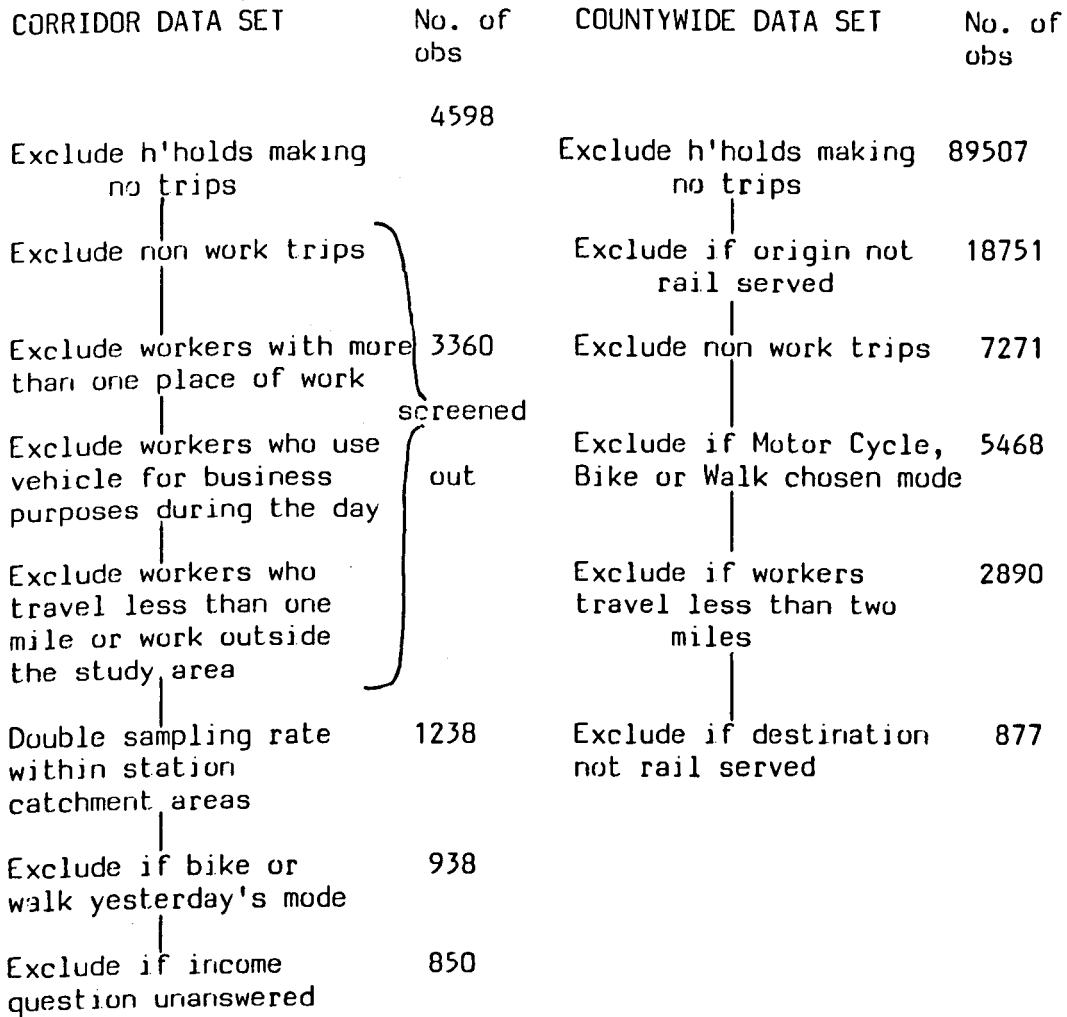 CORRIDOR DATA SET
No. of
obs
4598
Exclude h'holds making
no trips
Exclude non work trips
Exclude workers with more 3360
than one place of work
screened
Exclude workers who use
vehicle for business out
purposes during the day
Exclude workers who
travel less than one
mile or work outside
the study area
Double sampling rate 1238
within station
catchment areas
Exclude if bike or 938
walk yesterday's mode
Exclude if income 850
question unanswered
COUNTYWIDE DATA SET
No. of
obs
Exclude h'holds making 89507
no trips
Exclude if origin not 18751
rail served
Exclude non work trips 7271
Exclude if Motor Cycle, 5468
Bike or Walk chosen mode
Exclude if workers 2890
travel less than two
miles
Exclude if destination 877
not rail served